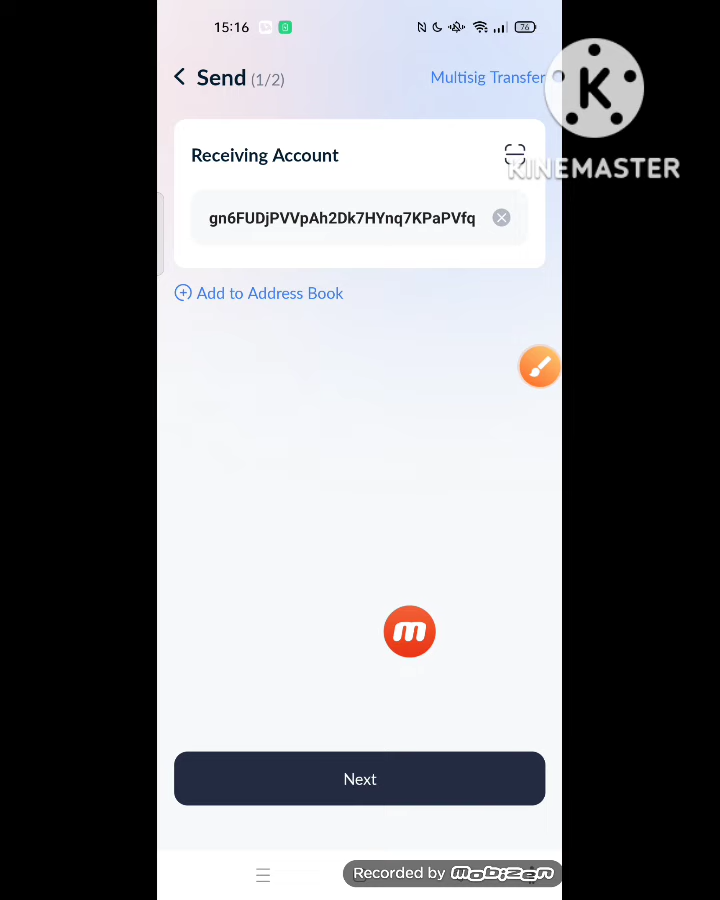 15:16
76
Send (1/2)
Multisig Transfer
K
KINEMASTER
Receiving Account
gn6FUDjPVVpAh2Dk7HYnq7KPaPVfq
Add to Address Book
m
Next
Recorded by MOBIZEN